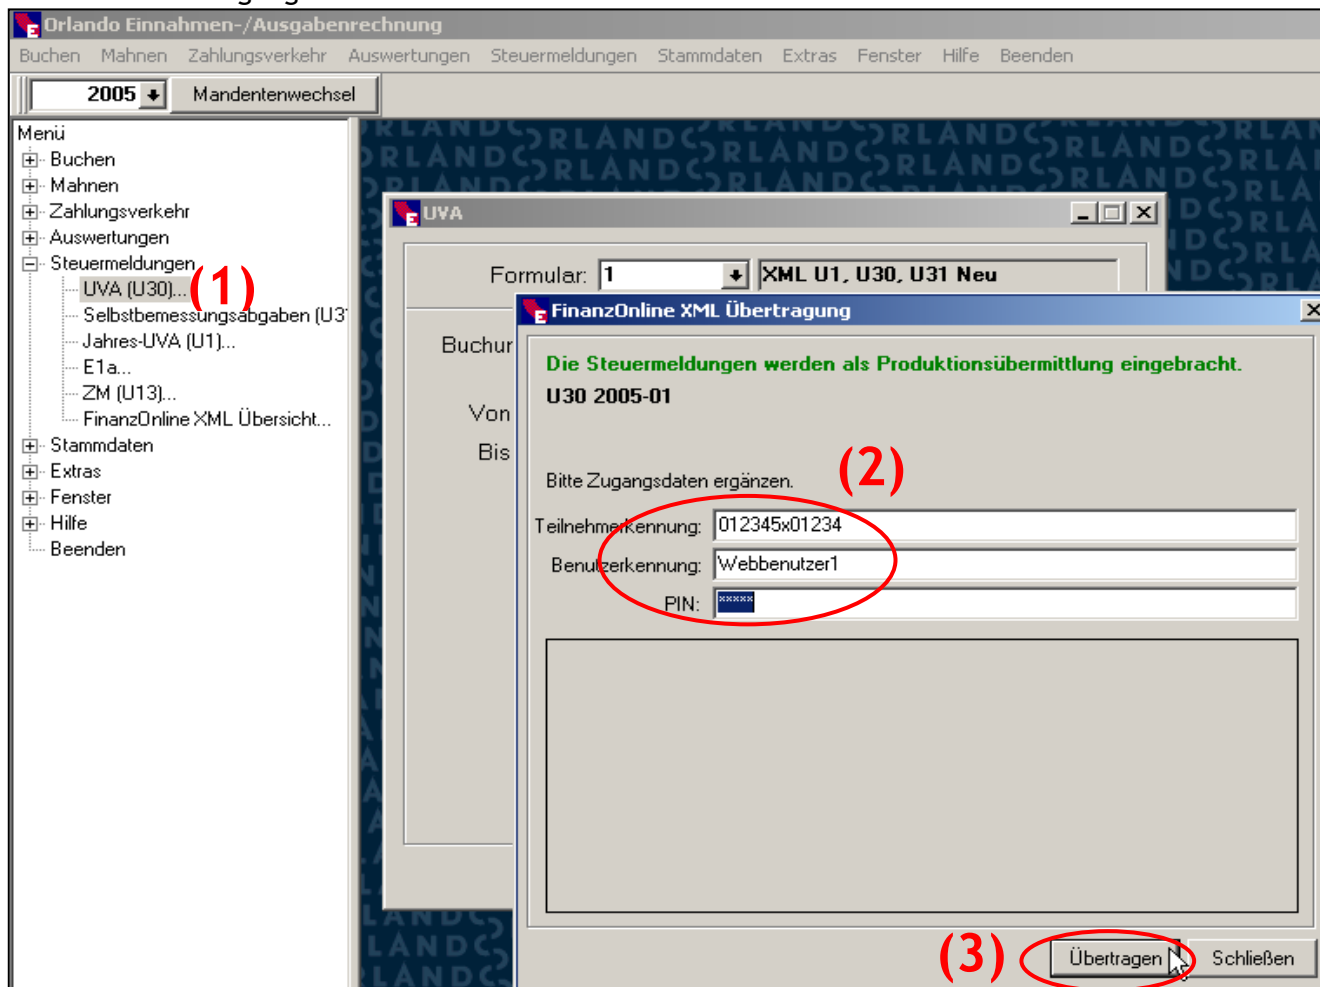 Orlando Einnahmen-/Ausgabenrechnung
Buchen Mahnen Zahlungsverkehr Auswertungen Steuermeldungen Stammdaten Extras Fenster Hilfe Beenden
2005 Mandentenwechsel
Menü
Buchen
Mahnen
Zahlungsverkehr
Auswertungen
Steuermeldungen
UVA (U30)...
(1)
Selbstbemessungsabgaben (U3
Jahres-UVA (U1)...
E1a...
ZM (U13)...
FinanzOnline XML Übersicht...
Stammdaten
Extras
Fenster
Hilfe
Beenden
UVA
Formular: 1 XML U1, U30, U31 Neu
Buchur
Von
Bis
FinanzOnline XML Übertragung
Die Steuermeldungen werden als Produktionsübermittlung eingebracht.
U30 2005-01
(2)
Bitte Zugangsdaten ergänzen.
Teilnehmerkennung: 012345x01234
Benutzerkennung: Webbenutzer1
PIN: *****
(3)
Übertragen Schließen